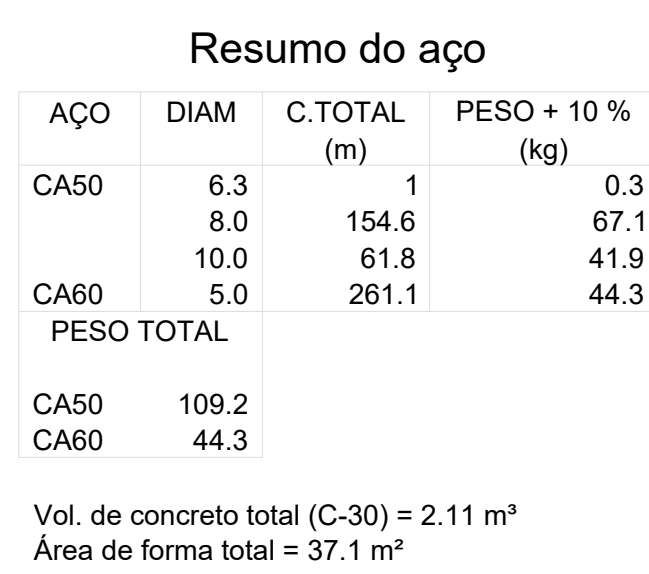 Resumo do aço
AÇO DIAM C.TOTAL PESO + 10 %
(m) (kg)
CA50 6.3 1 0.3
8.0 154.6 67.1
10.0 61.8 41.9
CA60 5.0 261.1 44.3
PESO TOTAL
CA50 109.2
CA60 44.3
Vol. de concreto total (C-30) = 2.11 m³
Área de forma total = 37.1 m²